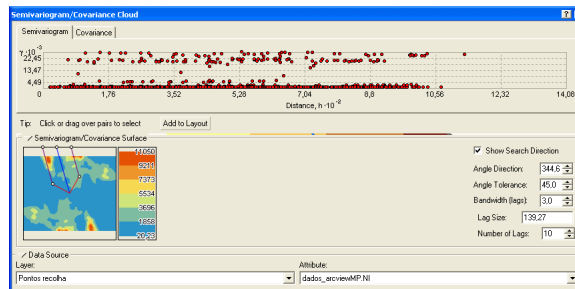 Semivariogram/Covariance Cloud
Semivariogram Covariance
γ, 10⁻³
22,45
13,47
4,49
0 1,76 3,52 5,28 7,04 8,8 10,56 12,32 14,08
Distance, h 10⁻²
Tip: Click or drag over pairs to select Add to Layout
Semivariogram/Covariance Surface
11050
9211
7373
5534
3696
1858
Show Search Direction
Angle Direction: 344,6
Angle Tolerance: 45,0
Bandwidth (lags): 3,0
Lag Size: 139,27
Number of Lags: 10
Data Source
Layer: Attribute:
Pontos recolha dados_arcviewMP.NI